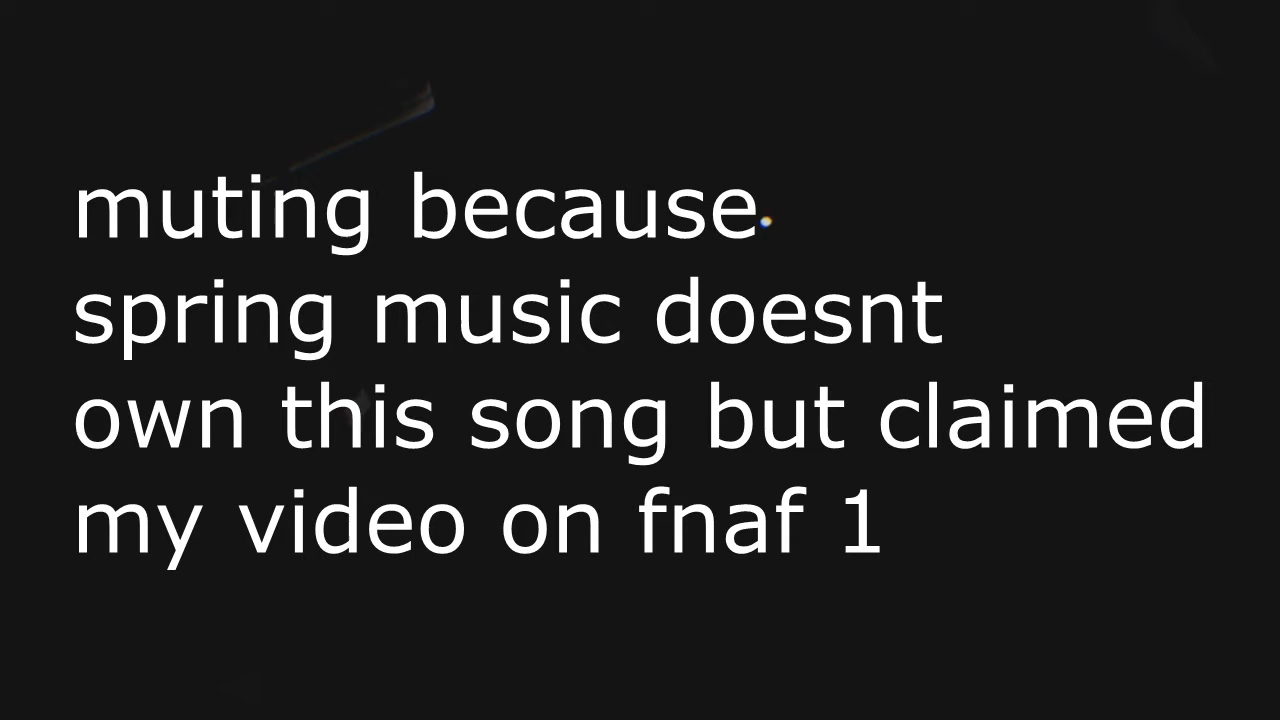 muting because
spring music doesnt
own this song but claimed
my video on fnaf 1